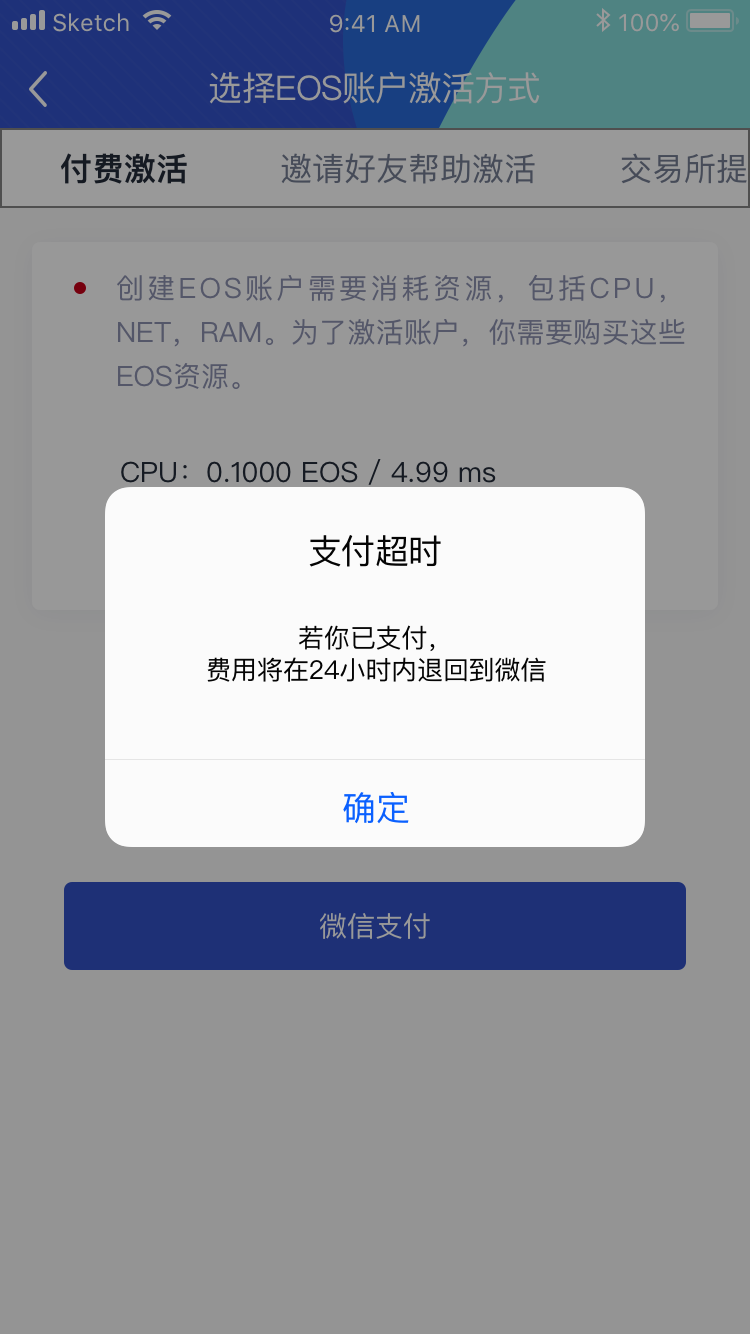 Sketch 9:41 AM 100%
选择EOS账户激活方式
付费激活 邀请好友帮助激活 交易所提
创建EOS账户需要消耗资源，包括CPU，
NET，RAM。为了激活账户，你需要购买这些
EOS资源。
CPU：0.1000 EOS / 4.99 ms
支付超时
若你已支付，
费用将在24小时内退回到微信
确定
微信支付